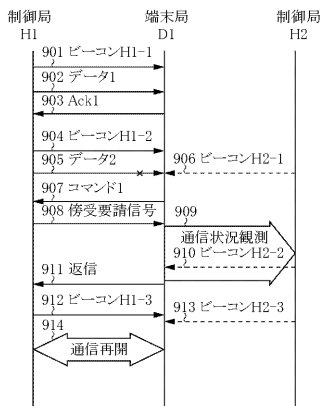 制御局 端末局 制御局
H1 D1 H2
901 ビーコンH1-1
902 データ1
903 Ack1
904 ビーコンH1-2
905 データ2 906 ビーコンH2-1
907 コマンド1
908 傍受要請信号 909
通信状況観測
910 ビーコンH2-2
911 返信
912 ビーコンH1-3
913 ビーコンH2-3
914
通信再開